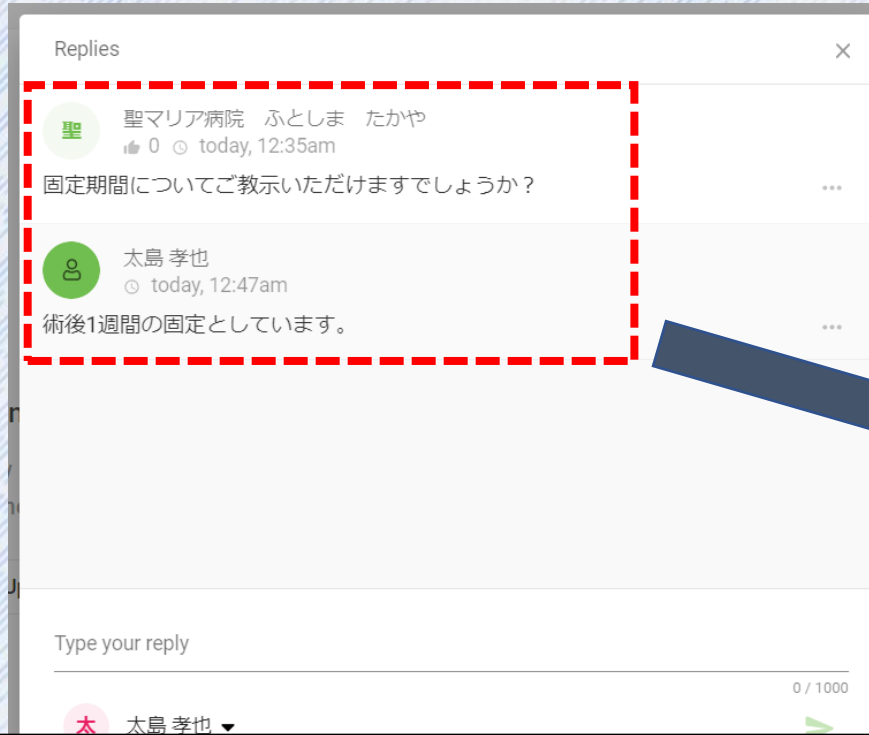 Replies
聖
聖マリア病院　ふとしま　たかや
0 today, 12:35am
固定期間についてご教示いただけますでしょうか？
太島 孝也
today, 12:47am
術後1週間の固定としています。
Type your reply
0 / 1000
太
太島 孝也